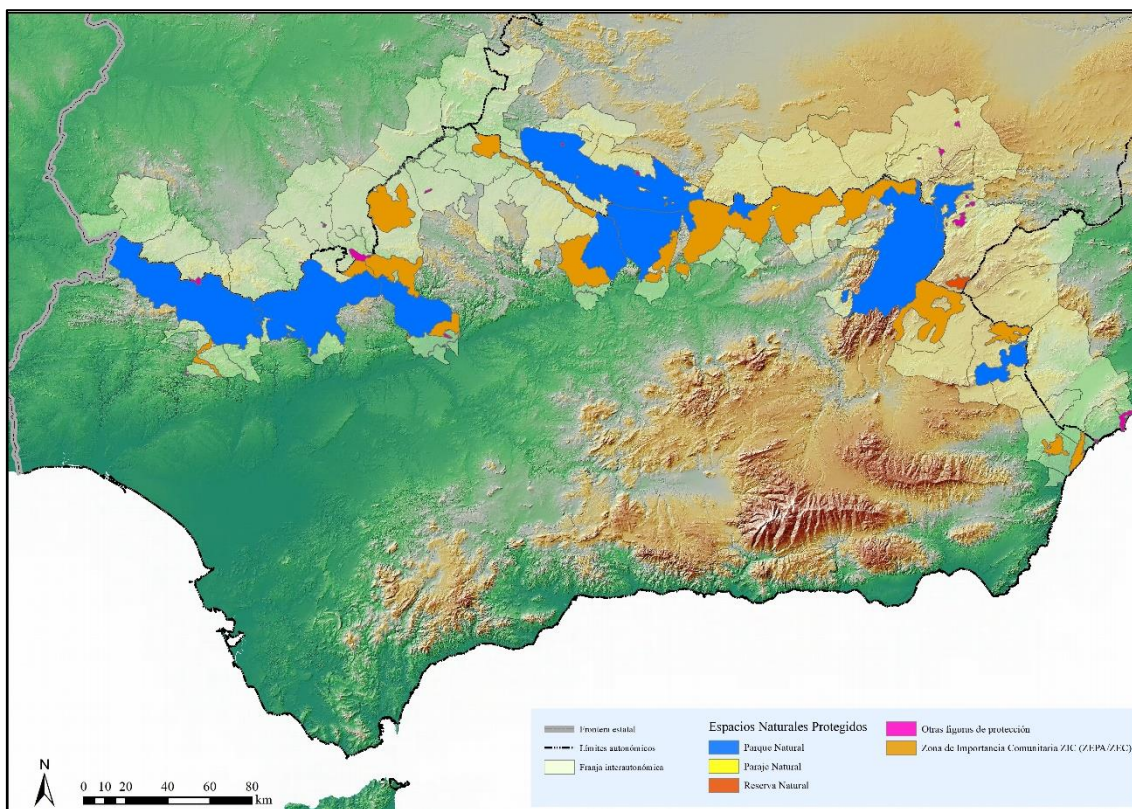 Frontera estatal
Límites autonómicos
Franja interautonómica
Espacios Naturales Protegidos
Parque Natural
Paraje Natural
Reserva Natural
Otras figuras de protección
Zona de Importancia Comunitaria ZIC (ZEPA/ZEC)
N
0 10 20 40 60 80
km